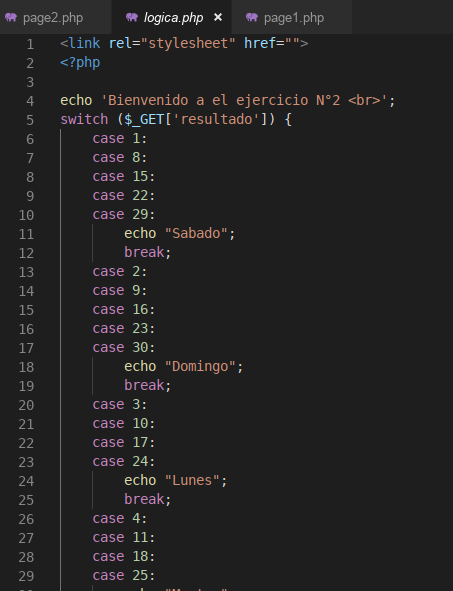 page2.php logica.php × page1.php
1 <link rel="stylesheet" href="">
2 <?php
3
4 echo 'Bienvenido a el ejercicio N°2 <br>';
5 switch ($_GET['resultado']) {
6 case 1:
7 case 8:
8 case 15:
9 case 22:
10 case 29:
11 echo "Sabado";
12 break;
13 case 2:
14 case 9:
15 case 16:
16 case 23:
17 case 30:
18 echo "Domingo";
19 break;
20 case 3:
21 case 10:
22 case 17:
23 case 24:
24 echo "Lunes";
25 break;
26 case 4:
27 case 11:
28 case 18:
29 case 25: